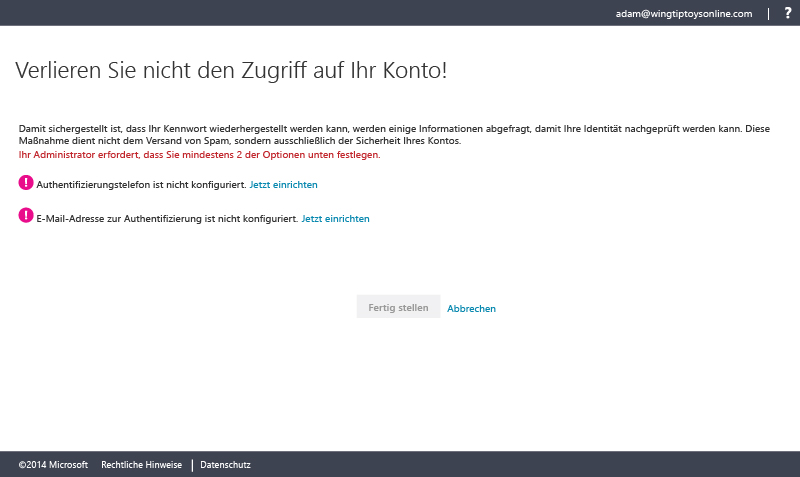 adam@wingtiptoysonline.com | ?
Verlieren Sie nicht den Zugriff auf Ihr Konto!
Damit sichergestellt ist, dass Ihr Kennwort wiederhergestellt werden kann, werden einige Informationen abgefragt, damit Ihre Identität nachgeprüft werden kann. Diese
Maßnahme dient nicht dem Versand von Spam, sondern ausschließlich der Sicherheit Ihres Kontos.
Ihr Administrator erfordert, dass Sie mindestens 2 der Optionen unten festlegen.
! Authentifizierungstelefon ist nicht konfiguriert. Jetzt einrichten
! E-Mail-Adresse zur Authentifizierung ist nicht konfiguriert. Jetzt einrichten
Fertig stellen Abbrechen
©2014 Microsoft Rechtliche Hinweise | Datenschutz